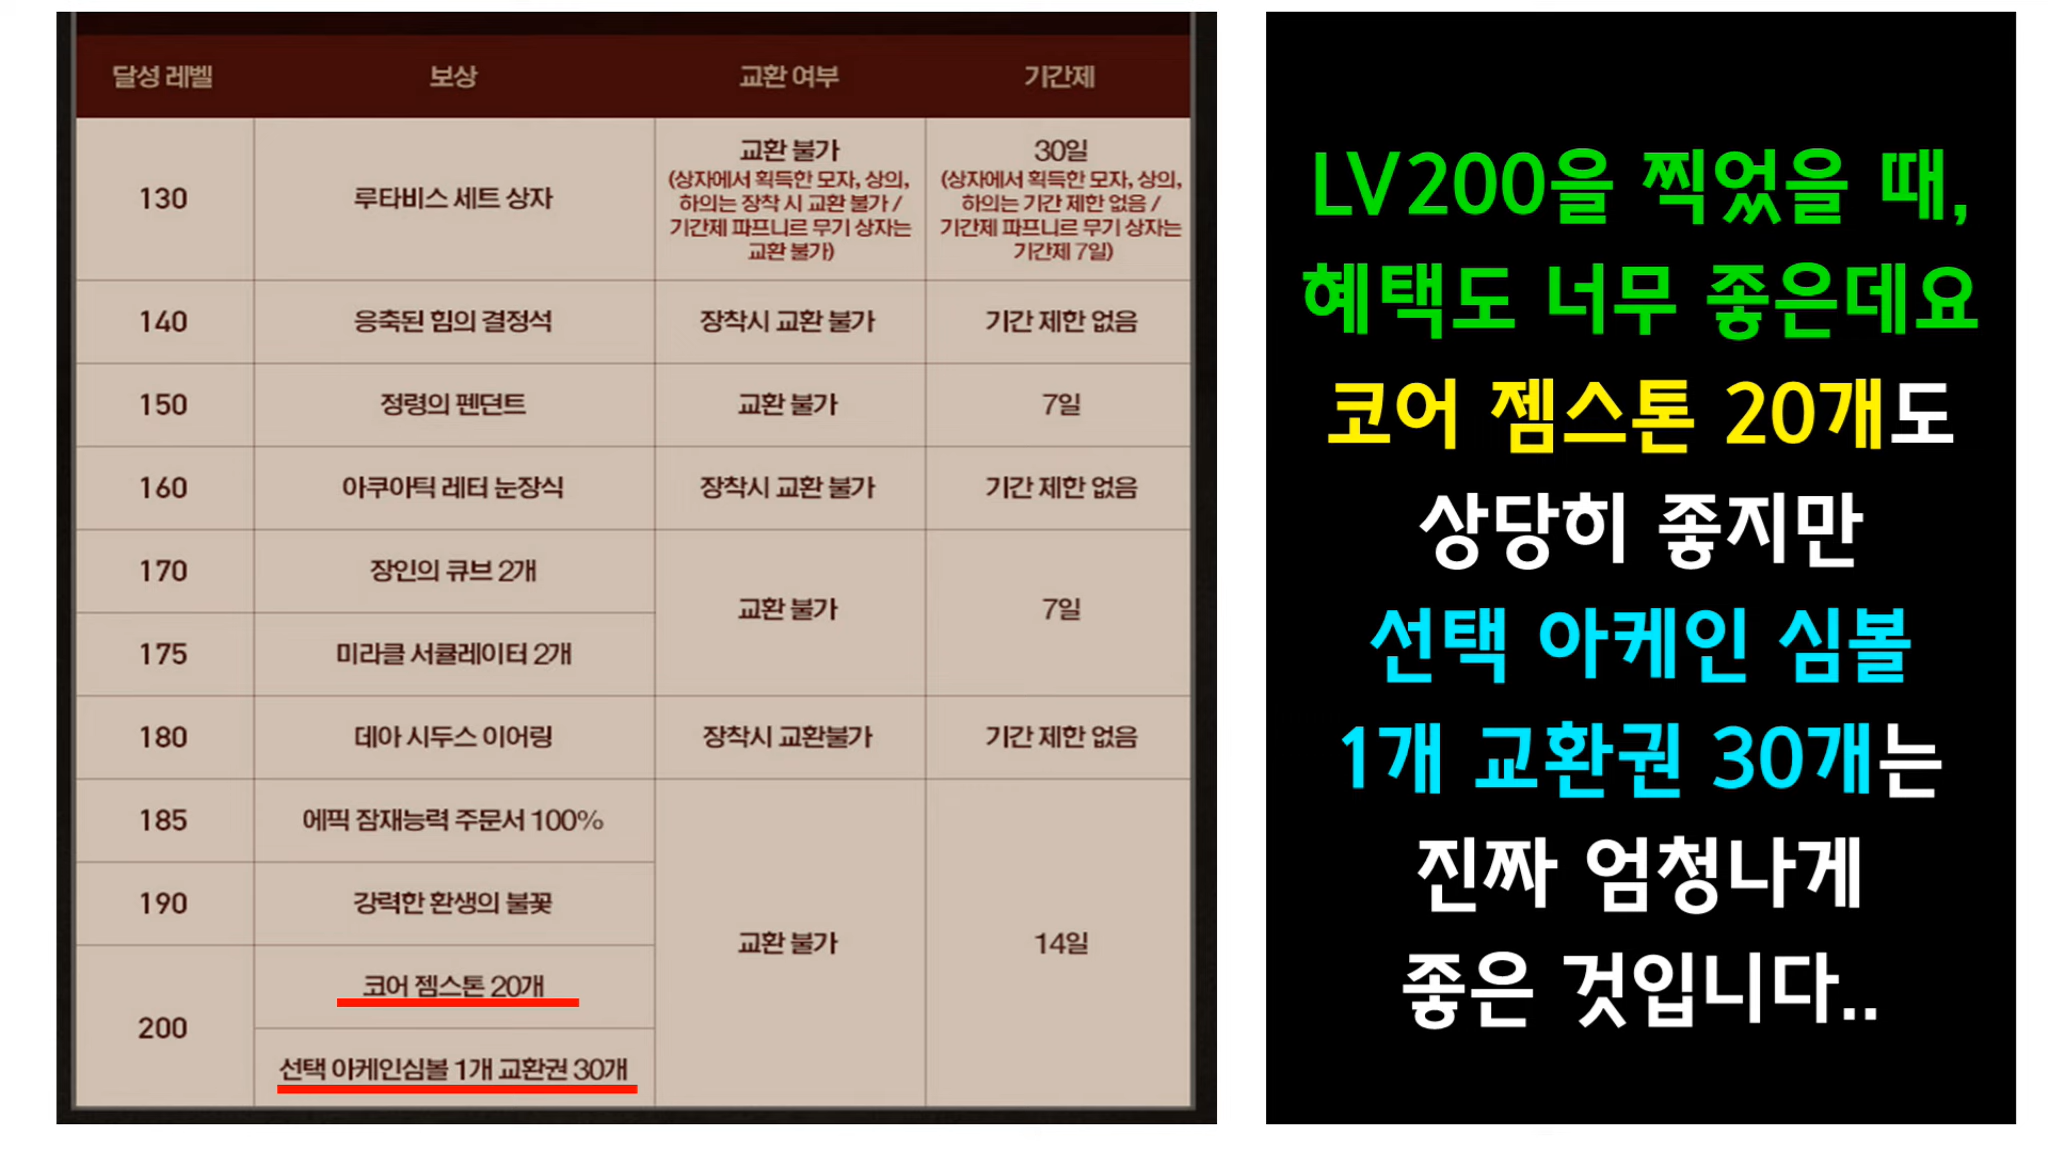 달성 레벨 보상 교환 여부 기간제
130 루타비스 세트 상자
교환 불가
(상자에서 획득한 모자, 상의,
하의는 장착 시 교환 불가 /
기간제 파프니르 무기 상자는
교환 불가)
30일
(상자에서 획득한 모자, 상의,
하의는 기간 제한 없음 /
기간제 파프니르 무기 상자는
기간제 7일)
140 응축된 힘의 결정석 장착시 교환 불가 기간 제한 없음
150 정령의 펜던트 교환 불가 7일
160 아쿠아틱 레터 눈장식 장착시 교환 불가 기간 제한 없음
170 장인의 큐브 2개
교환 불가 7일
175 미라클 서큘레이터 2개
180 데아 시두스 이어링 장착시 교환불가 기간 제한 없음
185 에픽 잠재능력 주문서 100%
190 강력한 환생의 불꽃
교환 불가 14일
200 코어 젬스톤 20개
선택 아케인심볼 1개 교환권 30개
LV200을 찍었을 때,
혜택도 너무 좋은데요
코어 젬스톤 20개도
상당히 좋지만
선택 아케인 심볼
1개 교환권 30개는
진짜 엄청나게
좋은 것입니다..